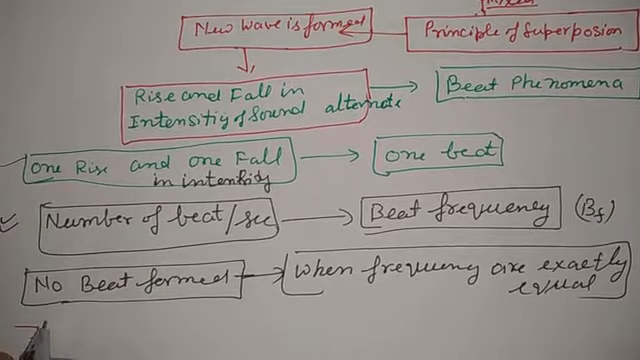 New wave is formed Principle of Superposion
Rise and Fall in Beat Phenomena
Intensitiy of Sound alternate
One Rise and one Fall one beat
in intensity
Number of beat/sec Beat frequency (Bf)
No Beat formed when frequency are exactly
equal